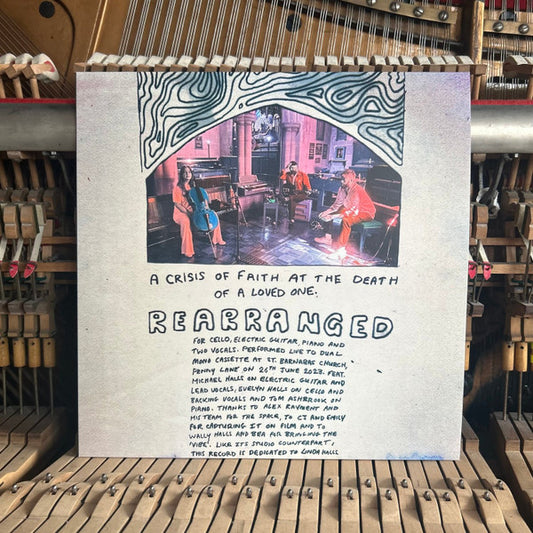 A CRISIS OF FAITH AT THE DEATH
OF A LOVED ONE.
REARRANGED
FOR CELLO, ELECTRIC GUITAR, PIANO AND
TWO VOCALS. PERFORMED LIVE TO DUAL
MONO CASSETTE AT ST. BARNABAS CHURCH,
PENNY LANE ON 26TH JUNE 2023. FEAT.
MICHAEL HALLS ON ELECTRIC GUITAR AND
LEAD VOCALS, EVELYN HALLS ON CELLO AND
BACKING VOCALS AND TOM ASHBROOK ON
PIANO. THANKS TO ALEX RAYMENT AND
HIS TEAM FOR THE SPACE, TO CJ AND EMILY
FOR CAPTURING IT ON FILM AND TO
WALLY HALLS AND BEA FOR BRINGING THE
'VIBE'. LIKE ITS STUDIO COUNTERPART,
THIS RECORD IS DEDICATED TO LINDA HALLS